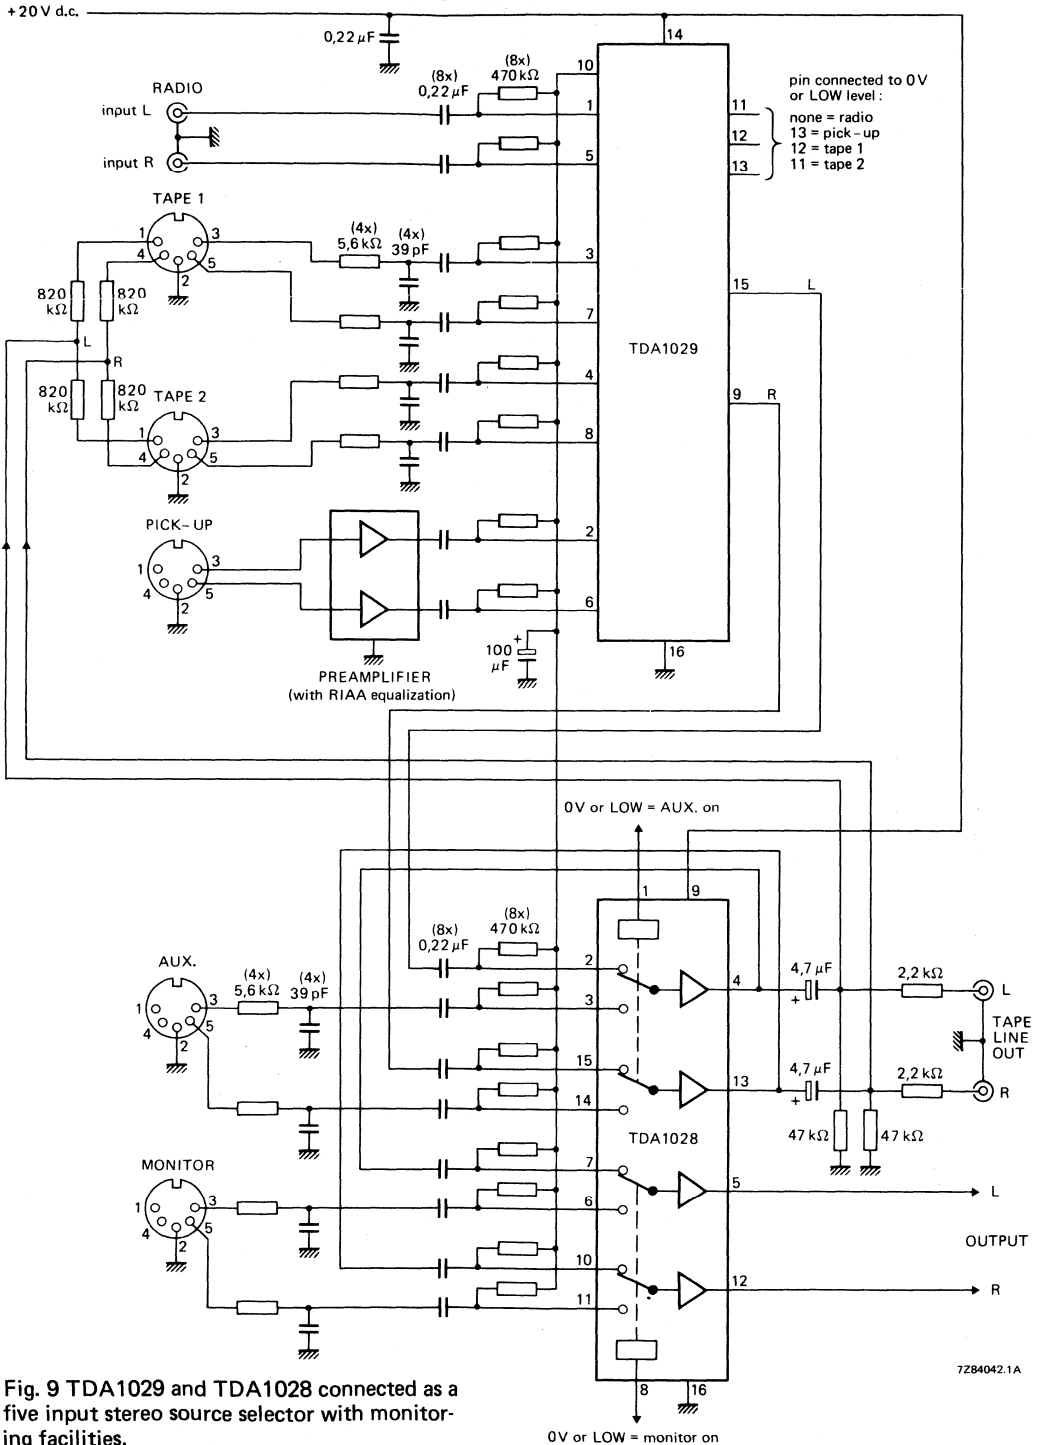 +20V d.c.
0,22 µF
14
RADIO
input L
input R
(8x)
0,22 µF
(8x)
470 kΩ
10
1
5
11
12
13
pin connected to 0V
or LOW level :
none = radio
13 = pick-up
12 = tape 1
11 = tape 2
TAPE 1
1
3
4
5
2
(4x)
5,6 kΩ
(4x)
39 pF
3
7
820
kΩ
820
kΩ
L
R
820
kΩ
820
kΩ
TAPE 2
1
3
4
5
2
4
8
TDA1029
15
L
9
R
PICK-UP
1
3
4
5
2
2
6
100
µF
+
16
PREAMPLIFIER
(with RIAA equalization)
0V or LOW = AUX. on
1
9
AUX.
1
3
4
5
2
(4x)
5,6 kΩ
(4x)
39 pF
(8x)
0,22 µF
(8x)
470 kΩ
2
3
15
14
4
4,7 µF
+
2,2 kΩ
L
TAPE
LINE
OUT
13
4,7 µF
+
2,2 kΩ
R
47 kΩ
47 kΩ
TDA1028
MONITOR
1
3
4
5
2
7
6
10
11
5
L
OUTPUT
12
R
8
16
0V or LOW = monitor on
7Z84042.1A
Fig. 9 TDA1029 and TDA1028 connected as a
five input stereo source selector with monitor-
ing facilities.